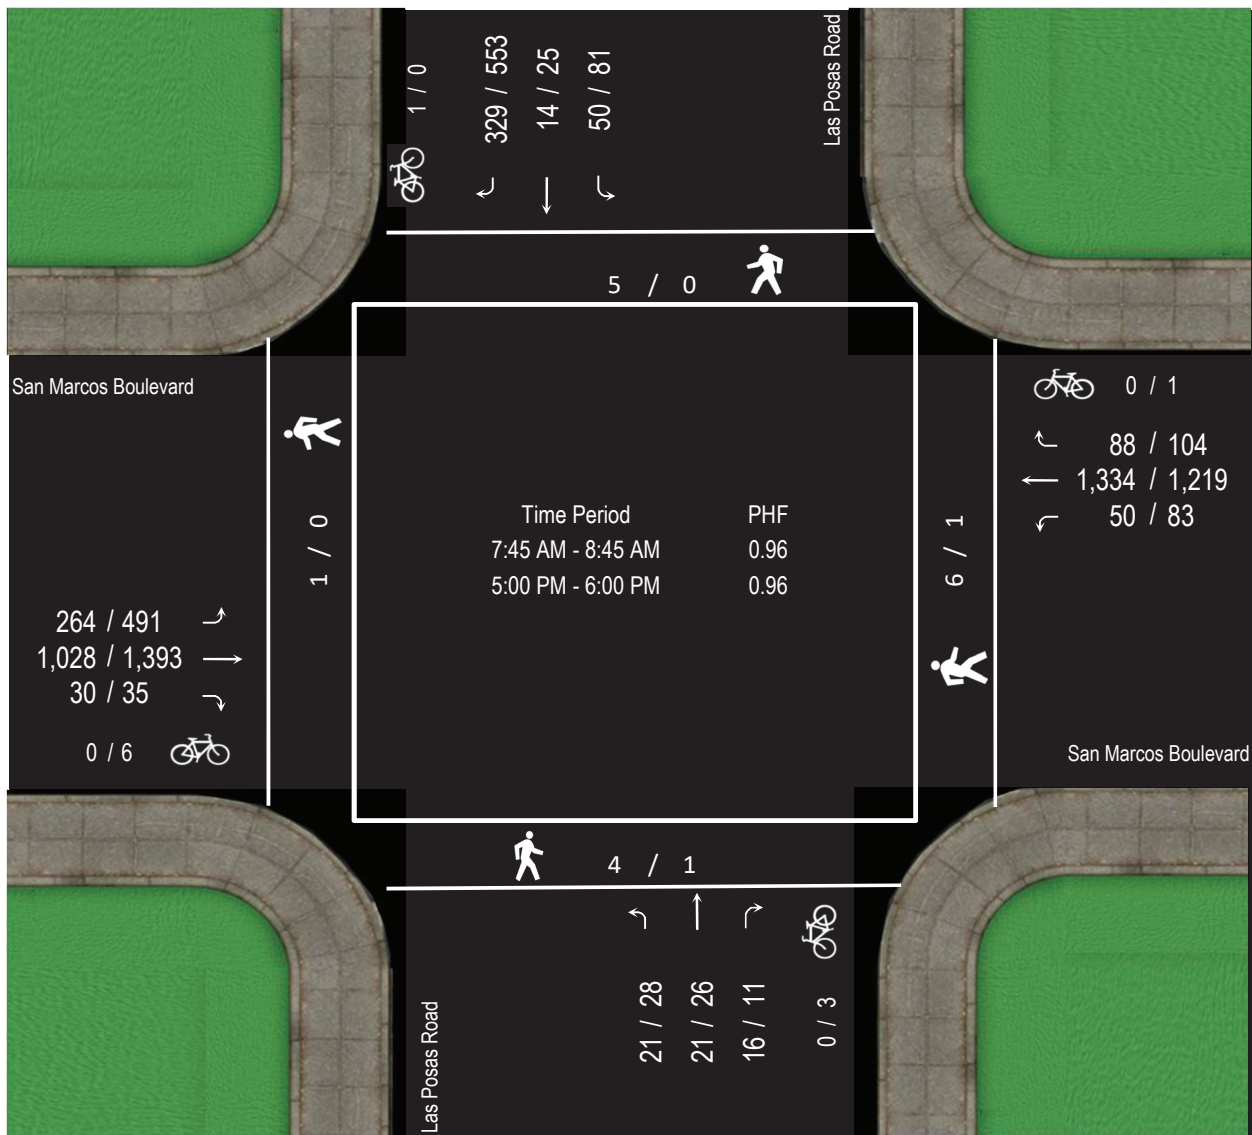 Las Posas Road
1 / 0
329 / 553
14 / 25
50 / 81
5 / 0
San Marcos Boulevard
0 / 1
88 / 104
1,334 / 1,219
50 / 83
1 / 0
Time Period PHF
7:45 AM - 8:45 AM 0.96
5:00 PM - 6:00 PM 0.96
6 / 1
264 / 491
1,028 / 1,393
30 / 35
0 / 6
San Marcos Boulevard
4 / 1
21 / 28
21 / 26
16 / 11
0 / 3
Las Posas Road